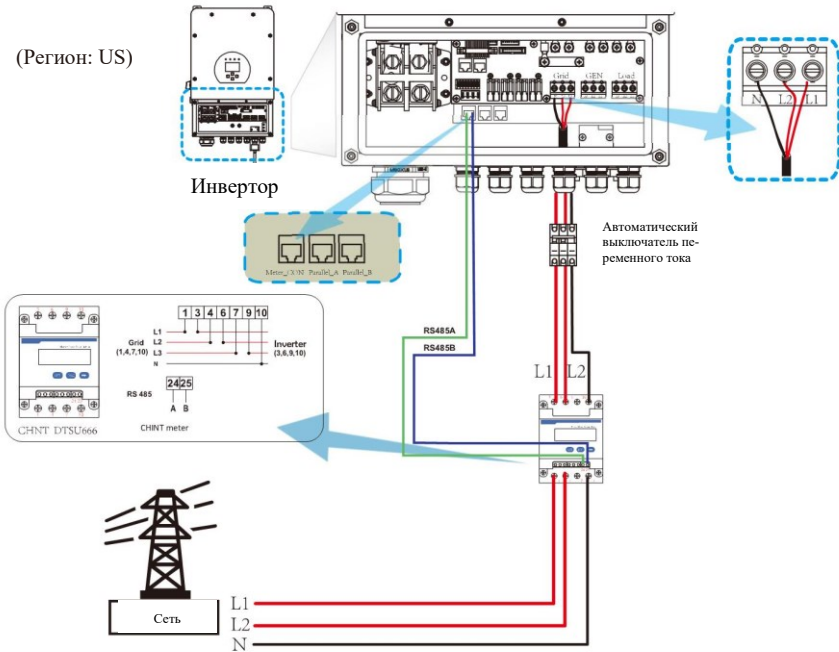 (Регион: US)
Grid
GEN
Load
N
L2
L1
Инвертор
Meter_CON Parallel_A Parallel_B
Автоматический
выключатель пе-
ременного тока
1 3 4 6 7 9 10
L1
L2
L3
N
Grid
(1,4,7,10)
Inverter
(3,6,9,10)
RS 485
24 25
A B
CHNT DTSU666
CHINT meter
RS485A
RS485B
L1
L2
Сеть
L1
L2
N